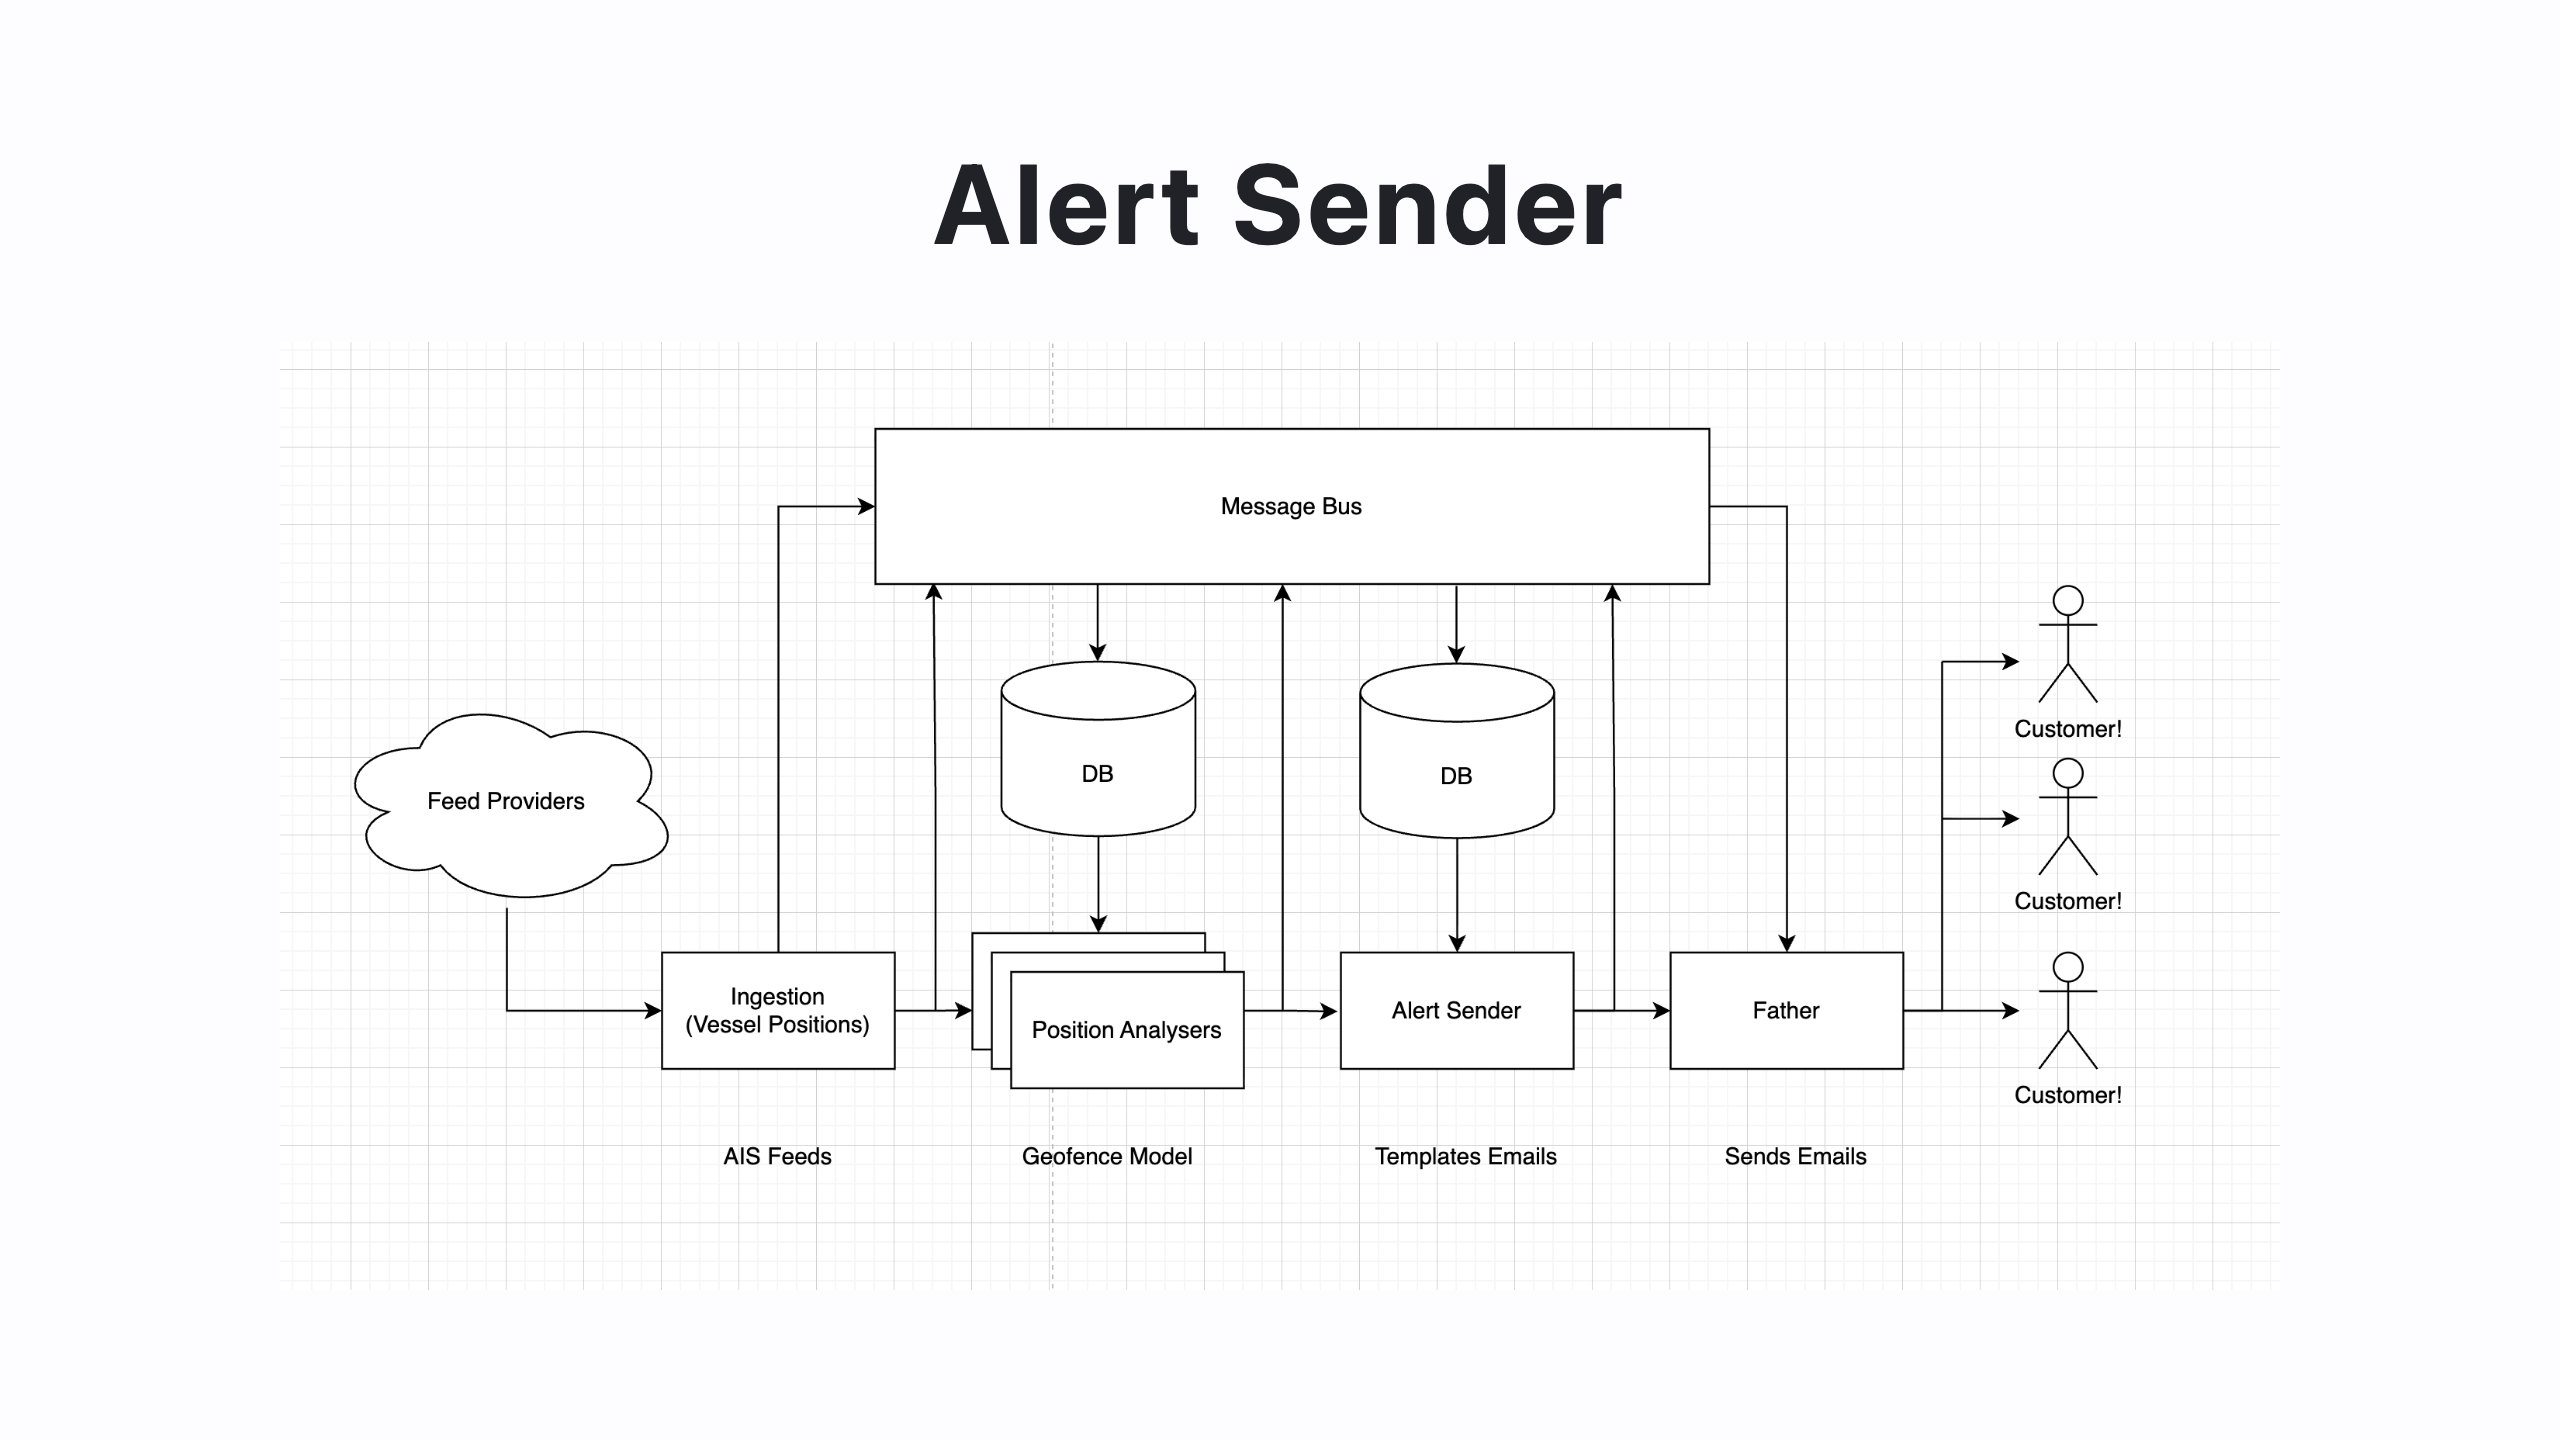 Alert Sender
Message Bus
Feed Providers
DB
DB
Customer!
Customer!
Customer!
Ingestion
(Vessel Positions)
Position Analysers
Alert Sender
Father
AIS Feeds
Geofence Model
Templates Emails
Sends Emails